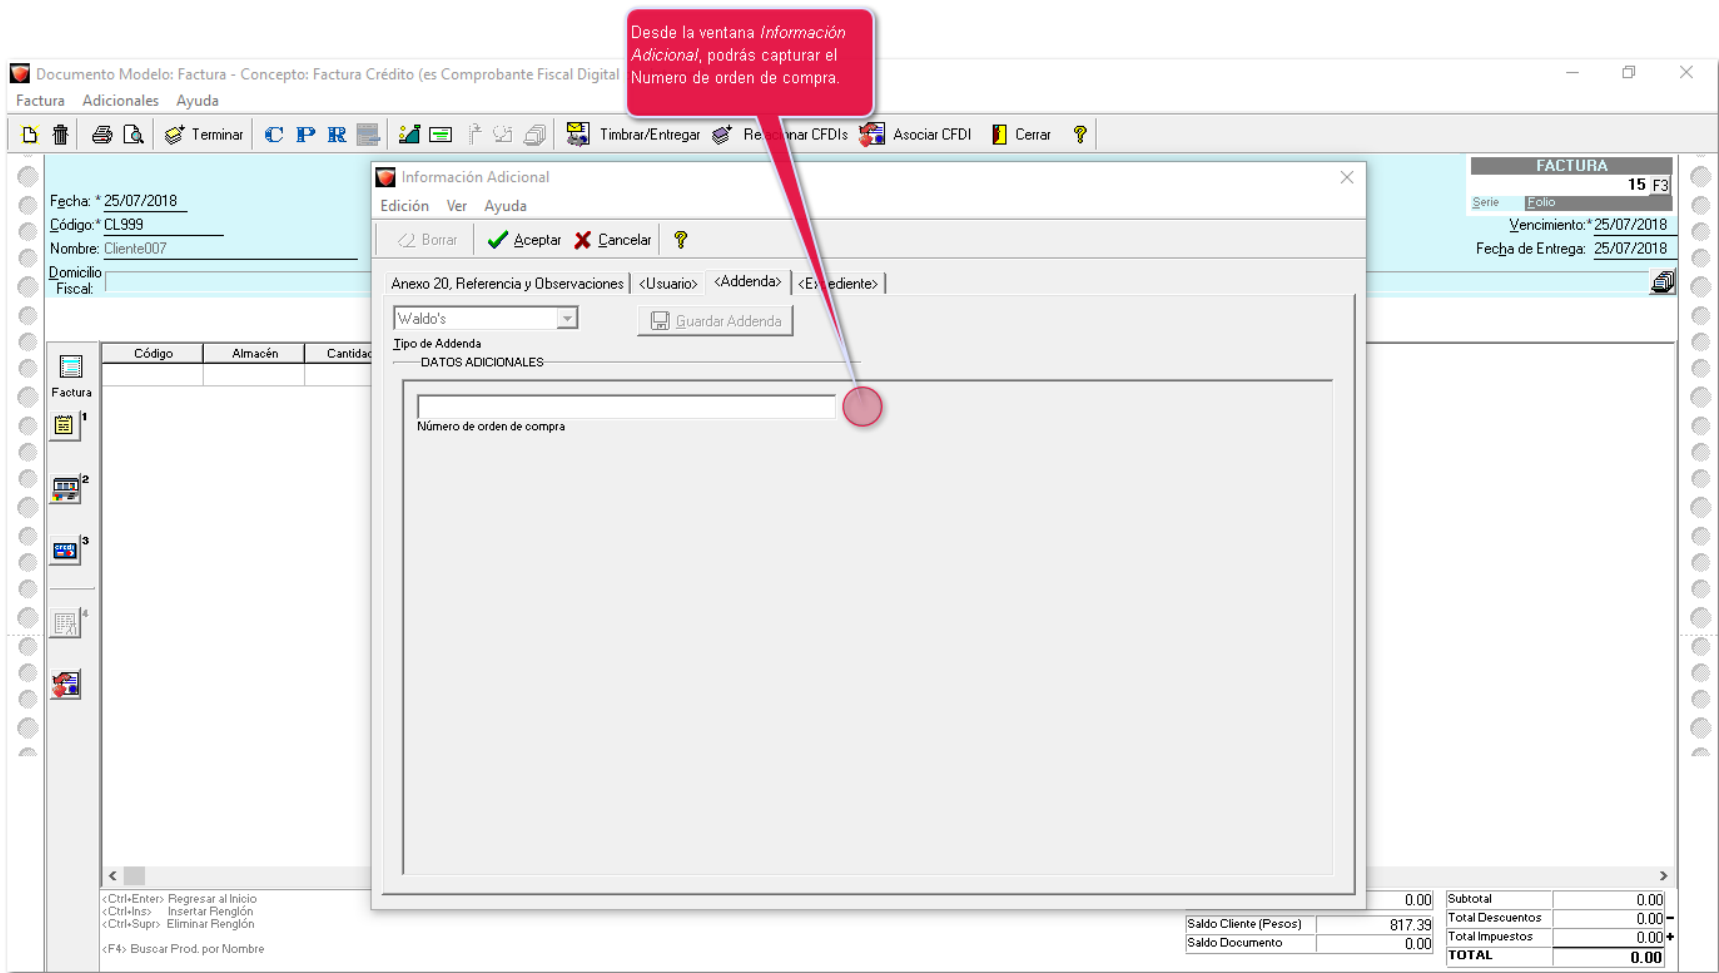 Desde la ventana Información
Adicional, podrás capturar el
Numero de orden de compra.
Documento Modelo: Factura - Concepto: Factura Crédito (es Comprobante Fiscal Digital
Factura Adicionales Ayuda
Terminar C P R Timbrar/Entregar Relacionar CFDIs Asociar CFDI Cerrar ?
Información Adicional
Edición Ver Ayuda
Borrar Aceptar Cancelar ?
Anexo 20, Referencia y Observaciones <Usuario> <Addenda> <Expediente>
Waldo's Guardar Addenda
Tipo de Addenda
DATOS ADICIONALES
Número de orden de compra
FACTURA
15 F3
Serie Folio
Fecha: * 25/07/2018
Código:* CL999
Nombre: Cliente007
Domicilio
Fiscal:
Vencimiento:* 25/07/2018
Fecha de Entrega: 25/07/2018
Código Almacén Cantidad
Factura
1
2
3
4
<Ctrl+Enter> Regresar al Inicio
<Ctrl+Ins> Insertar Renglón
<Ctrl+Supr> Eliminar Renglón
<F4> Buscar Prod. por Nombre
0.00
Saldo Cliente (Pesos) 817.39
Saldo Documento 0.00
Subtotal 0.00
Total Descuentos 0.00 -
Total Impuestos 0.00 +
TOTAL 0.00